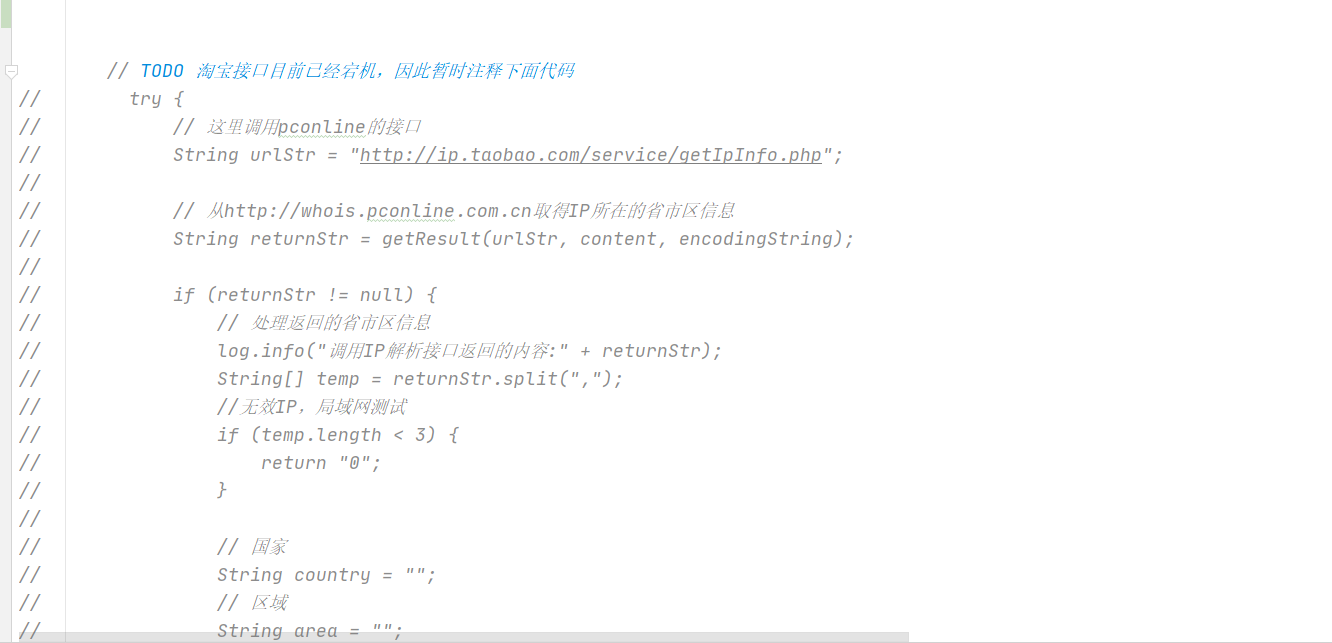 // TODO 淘宝接口目前已经宕机，因此暂时注释下面代码
// try {
// // 这里调用pconline的接口
// String urlStr = "http://ip.taobao.com/service/getIpInfo.php";
//
// // 从http://whois.pconline.com.cn取得IP所在的省市区信息
// String returnStr = getResult(urlStr, content, encodingString);
//
// if (returnStr != null) {
// // 处理返回的省市区信息
// log.info("调用IP解析接口返回的内容:" + returnStr);
// String[] temp = returnStr.split(",");
// //无效IP，局域网测试
// if (temp.length < 3) {
// return "0";
// }
//
// // 国家
// String country = "";
// // 区域
// String area = "";